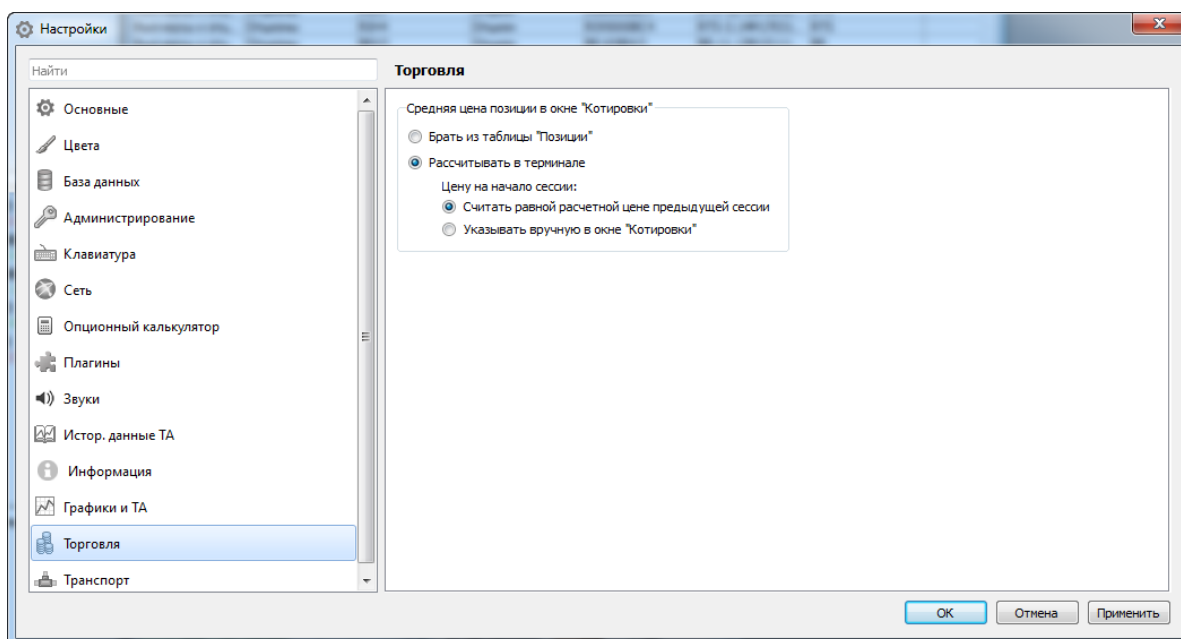 Настройки
Найти
Основные
Цвета
База данных
Администрирование
Клавиатура
Сеть
Опционный калькулятор
Плагины
Звуки
Истор. данные ТА
Информация
Графики и ТА
Торговля
Транспорт
Торговля
Средняя цена позиции в окне "Котировки"
Брать из таблицы "Позиции"
Рассчитывать в терминале
Цену на начало сессии:
Считать равной расчетной цене предыдущей сессии
Указывать вручную в окне "Котировки"
ОК
Отмена
Применить